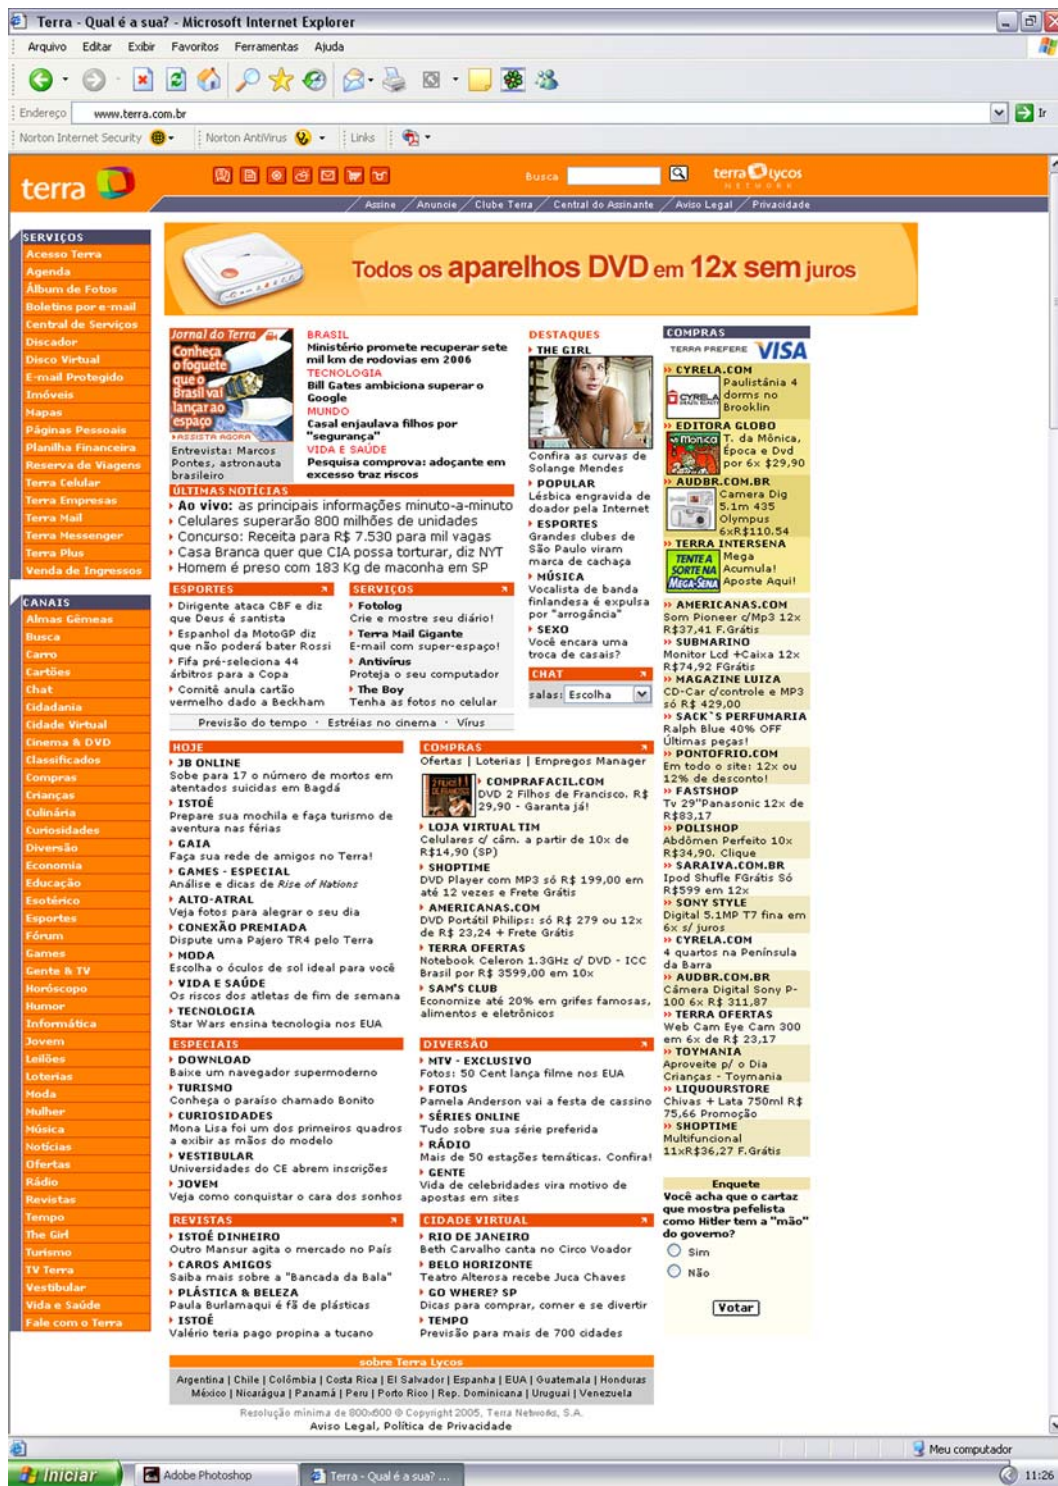 Terra - Qual é a sua? - Microsoft Internet Explorer
Arquivo Editar Exibir Favoritos Ferramentas Ajuda
Endereço www.terra.com.br Ir
Norton Internet Security Norton AntiVirus Links
terra
Busca
terra Lycos
NETWORK
Assine Anuncie Clube Terra Central do Assinante Aviso Legal Privacidade
SERVIÇOS
Acesso Terra
Agenda
Álbum de Fotos
Boletins por e-mail
Central de Serviços
Discador
Disco Virtual
E-mail Protegido
Imóveis
Mapas
Páginas Pessoais
Planilha Financeira
Reserva de Viagens
Terra Celular
Terra Empresas
Terra Mail
Terra Messenger
Terra Plus
Venda de Ingressos
CANAIS
Almas Gêmeas
Busca
Carro
Cartões
Chat
Cidadania
Cidade Virtual
Cinema & DVD
Classificados
Compras
Crianças
Culinária
Curiosidades
Diversão
Economia
Educação
Esotérico
Esportes
Fórum
Games
Gente & TV
Horóscopo
Humor
Informática
Jovem
Leilões
Loterias
Moda
Mulher
Música
Notícias
Ofertas
Rádio
Revistas
Tempo
The Girl
Turismo
TV Terra
Vestibular
Vida e Saúde
Fale com o Terra
Todos os aparelhos DVD em 12x sem juros
Jornal do Terra
Conheça
o foguete
que o
Brasil vai
lançar ao
espaço
ASSISTA AGORA
Entrevista: Marcos
Pontes, astronauta
brasileiro
BRASIL
Ministério promete recuperar sete
mil km de rodovias em 2006
TECNOLOGIA
Bill Gates ambiciona superar o
Google
MUNDO
Casal enjaulava filhos por
"segurança"
VIDA E SAÚDE
Pesquisa comprova: adoçante em
excesso traz riscos
ÚLTIMAS NOTÍCIAS
Ao vivo: as principais informações minuto-a-minuto
Celulares superarão 800 milhões de unidades
Concurso: Receita para R$ 7.530 para mil vagas
Casa Branca quer que CIA possa torturar, diz NYT
Homem é preso com 183 Kg de maconha em SP
ESPORTES
Dirigente ataca CBF e diz
que Deus é santista
Espanhol da MotoGP diz
que não poderá bater Rossi
Fifa pré-seleciona 44
árbitros para a Copa
Comitê anula cartão
vermelho dado a Beckham
SERVIÇOS
Fotolog
Crie e mostre seu diário!
Terra Mail Gigante
E-mail com super-espaço!
Antivírus
Proteja o seu computador
The Boy
Tenha as fotos no celular
Previsão do tempo · Estréias no cinema · Vírus
DESTAQUES
THE GIRL
Confira as curvas de
Solange Mendes
POPULAR
Lésbica engravida de
doador pela Internet
ESPORTES
Grandes clubes de
São Paulo viram
marca de cachaça
MÚSICA
Vocalista de banda
finlandesa é expulsa
por "arrogância"
SEXO
Você encara uma
troca de casais?
CHAT
salas: Escolha
HOJE
JB ONLINE
Sobe para 17 o número de mortos em
atentados suicidas em Bagdá
ISTOÉ
Prepare sua mochila e faça turismo de
aventura nas férias
GAIA
Faça sua rede de amigos no Terra!
GAMES - ESPECIAL
Análise e dicas de Rise of Nations
ALTO-ATRAL
Veja fotos para alegrar o seu dia
CONEXÃO PREMIADA
Dispute uma Pajero TR4 pelo Terra
MODA
Escolha o óculos de sol ideal para você
VIDA E SAÚDE
Os riscos dos atletas de fim de semana
TECNOLOGIA
Star Wars ensina tecnologia nos EUA
COMPRAS
Ofertas | Loterias | Empregos Manager
COMPRAFACIL.COM
DVD 2 Filhos de Francisco. R$
29,90 - Garanta já!
LOJA VIRTUAL TIM
Celulares c/ câm. a partir de 10x de
R$14,90 (SP)
SHOPTIME
DVD Player com MP3 só R$ 199,00 em
até 12 vezes e Frete Grátis
AMERICANAS.COM
DVD Portátil Philips: só R$ 279 ou 12x
de R$ 23,24 + Frete Grátis
TERRA OFERTAS
Notebook Celeron 1.3GHz c/ DVD - ICC
Brasil por R$ 3599,00 em 10x
SAM'S CLUB
Economize até 20% em grifes famosas,
alimentos e eletrônicos
ESPECIAIS
DOWNLOAD
Baixe um navegador supermoderno
TURISMO
Conheça o paraíso chamado Bonito
CURIOSIDADES
Mona Lisa foi um dos primeiros quadros
a exibir as mãos do modelo
VESTIBULAR
Universidades do CE abrem inscrições
JOVEM
Veja como conquistar o cara dos sonhos
DIVERSÃO
MTV - EXCLUSIVO
Fotos: 50 Cent lança filme nos EUA
FOTOS
Pamela Anderson vai a festa de cassino
SÉRIES ONLINE
Tudo sobre sua série preferida
RÁDIO
Mais de 50 estações temáticas. Confira!
GENTE
Vida de celebridades vira motivo de
apostas em sites
REVISTAS
ISTOÉ DINHEIRO
Outro Mansur agita o mercado no País
CAROS AMIGOS
Saiba mais sobre a "Bancada da Bala"
PLÁSTICA & BELEZA
Paula Burlamaqui é fã de plásticas
ISTOÉ
Valério teria pago propina a tucano
CIDADE VIRTUAL
RIO DE JANEIRO
Beth Carvalho canta no Circo Voador
BELO HORIZONTE
Teatro Alterosa recebe Juca Chaves
GO WHERE? SP
Dicas para comprar, comer e se divertir
TEMPO
Previsão para mais de 700 cidades
COMPRAS
TERRA PREFERE VISA
CYRELA.COM
CYRELA
Paulistânia 4
dorms no
Brooklin
EDITORA GLOBO
Monica
T. da Mônica,
Época e Dvd
por 6x $29,90
AUDBR.COM.BR
Camera Dig
5.1m 435
Olympus
6xR$110,54
TERRA INTERSENA
TENTE A
SORTE NA
MEGA-SENA
Mega
Acumula!
Aposte Aqui!
AMERICANAS.COM
Som Pioneer c/Mp3 12x
R$37,41 F.Grátis
SUBMARINO
Monitor Lcd +Caixa 12x
R$74,92 FGrátis
MAGAZINE LUIZA
CD-Car c/controle e MP3
só R$ 429,00
SACK`S PERFUMARIA
Ralph Blue 40% OFF
Últimas peças!
PONTOFRIO.COM
Em todo o site: 12x ou
12% de desconto!
FASTSHOP
Tv 29"Panasonic 12x de
R$83,17
POLISHOP
Abdômen Perfeito 10x
R$34,90. Clique
SARAIVA.COM.BR
Ipod Shufle FGrátis Só
R$599 em 12x
SONY STYLE
Digital 5.1MP T7 fina em
6x s/ juros
CYRELA.COM
4 quartos na Península
da Barra
AUDBR.COM.BR
Câmera Digital Sony P-
100 6x R$ 311,87
TERRA OFERTAS
Web Cam Eye Cam 300
em 6x de R$ 23,17
TOYMANIA
Aproveite p/ o Dia
Crianças - Toymania
LIQUOURSTORE
Chivas + Lata 750ml R$
75,66 Promoção
SHOPTIME
Multifuncional
11xR$36,27 F.Grátis
Enquete
Você acha que o cartaz
que mostra pefelista
como Hitler tem a "mão"
do governo?
Sim
Não
Votar
sobre Terra Lycos
Argentina | Chile | Colômbia | Costa Rica | El Salvador | Espanha | EUA | Guatemala | Honduras
México | Nicarágua | Panamá | Peru | Porto Rico | Rep. Dominicana | Uruguai | Venezuela
Resolução mínima de 800x600 © Copyright 2005, Terra Networks, S.A.
Aviso Legal, Política de Privacidade
Meu computador
Iniciar Adobe Photoshop Terra - Qual é a sua? ... 11:26